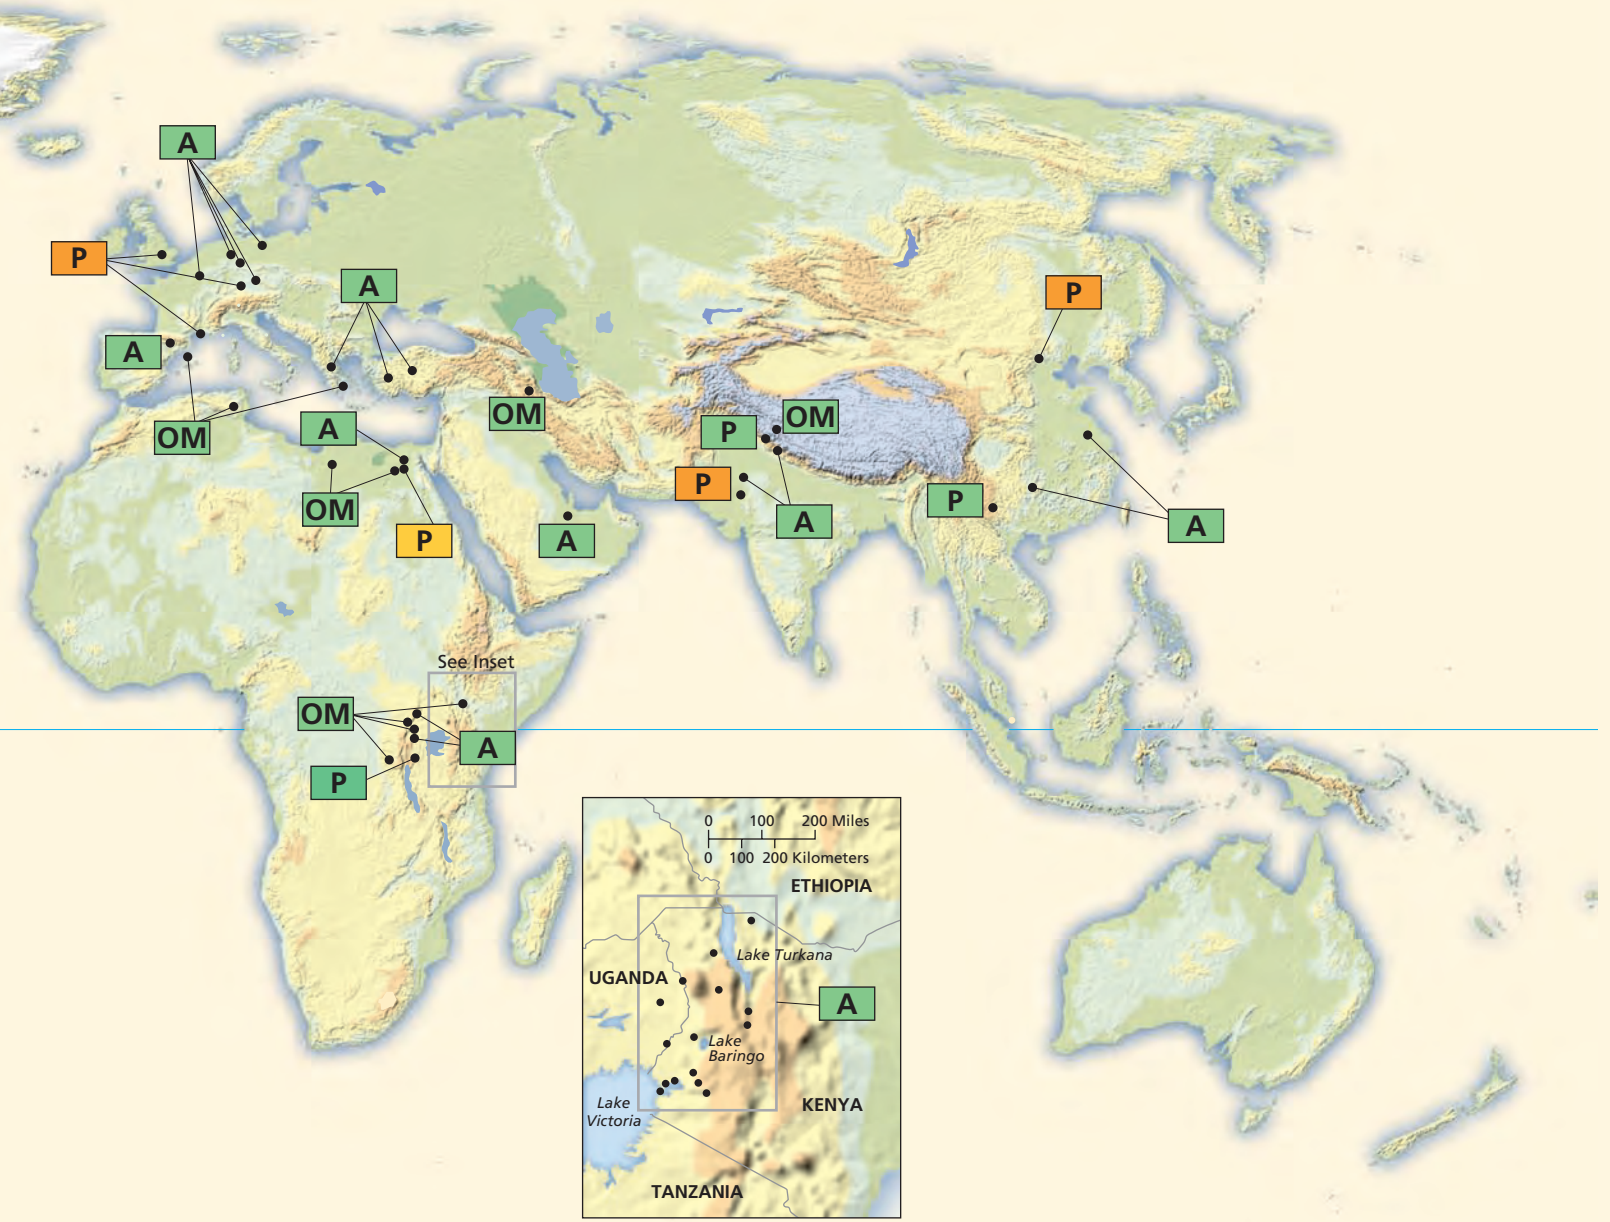 A
P
A
P
A
OM
P
OM
A
OM
P
P
OM
P
A
A
P
A
See Inset
OM
A
P
0 100 200 Miles
0 100 200 Kilometers
ETHIOPIA
Lake Turkana
UGANDA
A
Lake
Baringo
Lake
Victoria
KENYA
TANZANIA